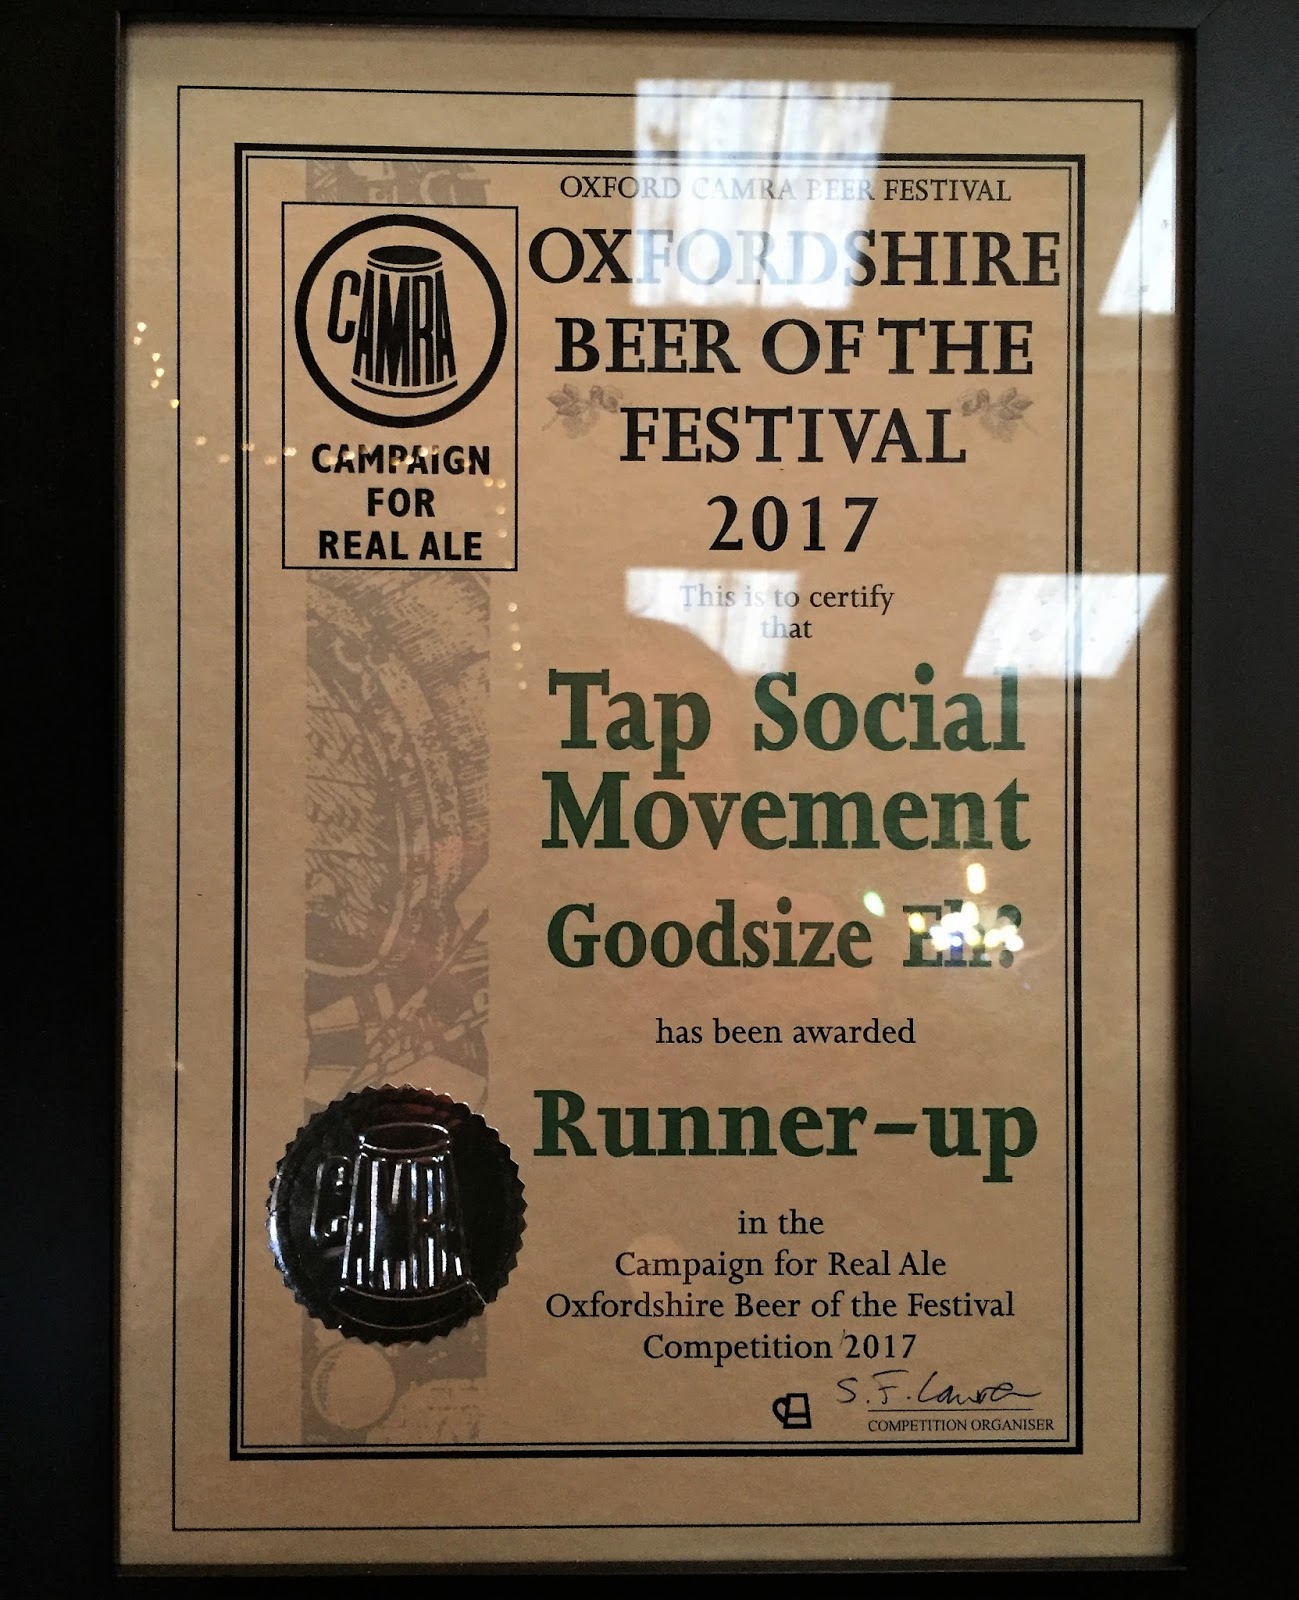 OXFORD CAMRA BEER FESTIVAL
OXFORDSHIRE
BEER OF THE
FESTIVAL
2017
CAMRA
CAMPAIGN
FOR
REAL ALE
This is to certify
that
Tap Social
Movement
Goodsize Eh?
has been awarded
Runner-up
in the
Campaign for Real Ale
Oxfordshire Beer of the Festival
Competition 2017
S. F.
COMPETITION ORGANISER
CAMRA